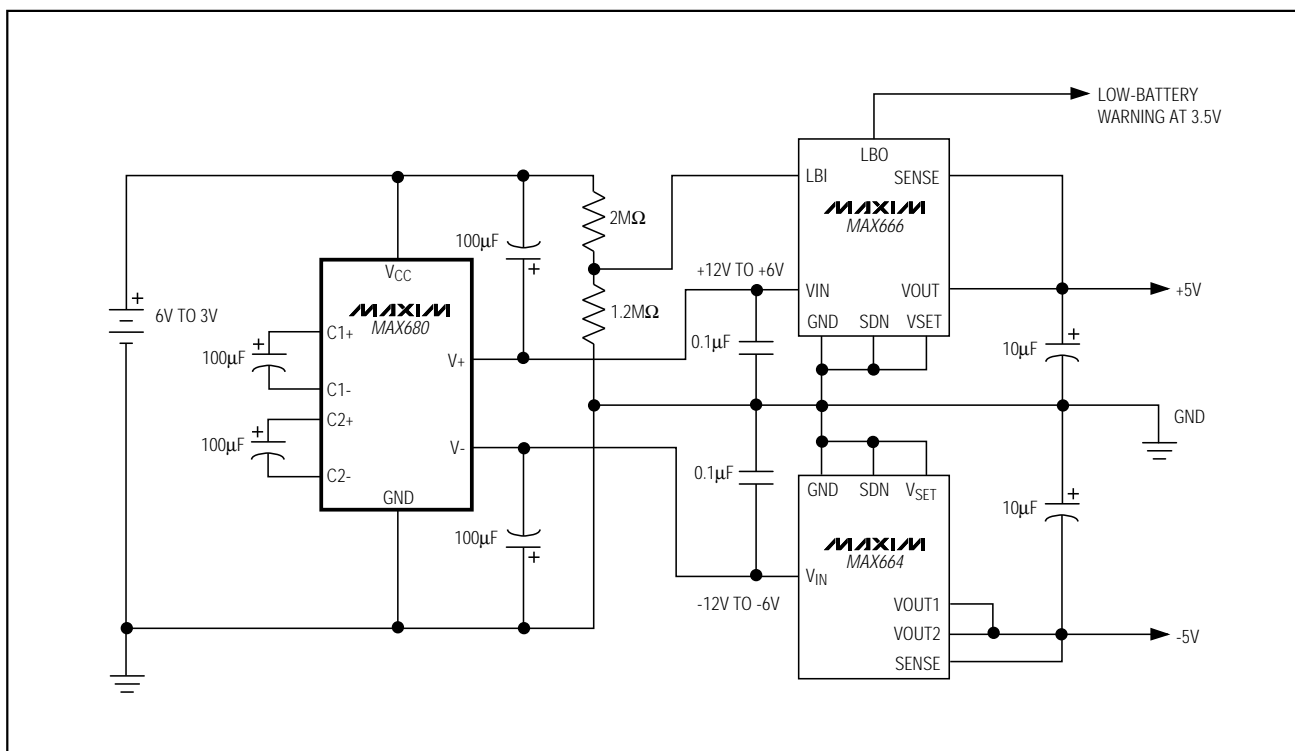 LOW-BATTERY
WARNING AT 3.5V
LBO
LBI
SENSE
MAXIM
MAX666
2MΩ
100µF
+12V TO +6V
VIN
VOUT
+5V
VCC
MAXIM
MAX680
6V TO 3V
1.2MΩ
GND SDN VSET
C1+
100µF
C1-
V+
0.1µF
10µF
C2+
100µF
C2-
V-
GND
GND
0.1µF
GND SDN VSET
10µF
100µF
MAXIM
MAX664
VIN
-12V TO -6V
VOUT1
VOUT2
-5V
SENSE